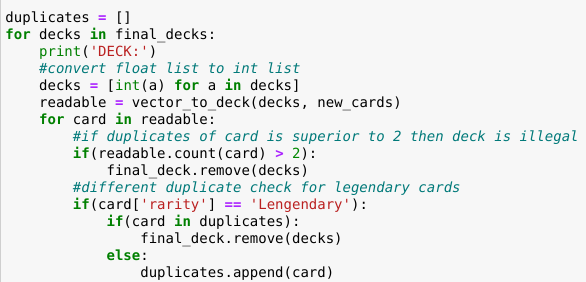 duplicates = []
for decks in final_decks:
    print('DECK:')
    #convert float list to int list
    decks = [int(a) for a in decks]
    readable = vector_to_deck(decks, new_cards)
    for card in readable:
        #if duplicates of card is superior to 2 then deck is illegal
        if(readable.count(card) > 2):
            final_deck.remove(decks)
        #different duplicate check for legendary cards
        if(card['rarity'] == 'Lengendary'):
            if(card in duplicates):
                final_deck.remove(decks)
            else:
                duplicates.append(card)